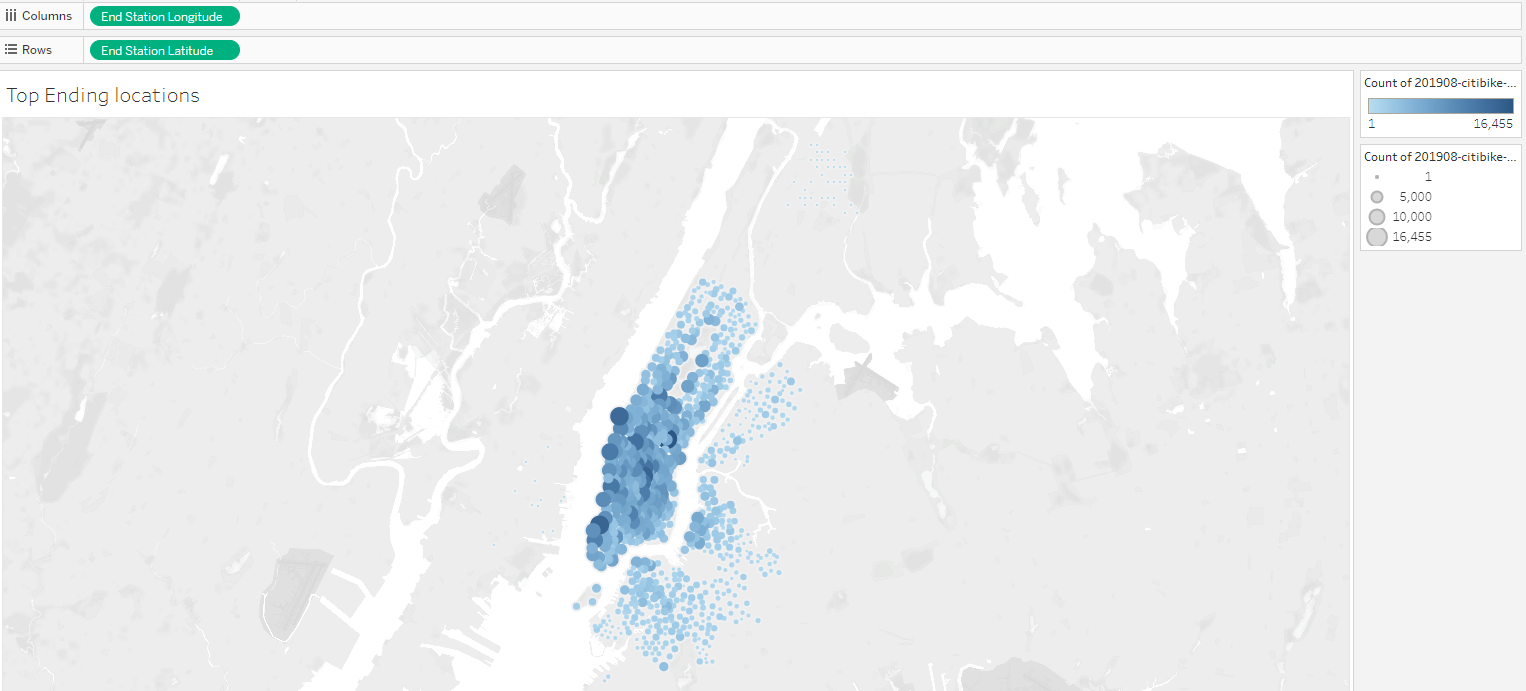 Columns
End Station Longitude
Rows
End Station Latitude
Top Ending locations
Count of 201908-citibike-...
1
16,455
Count of 201908-citibike-...
1
5,000
10,000
16,455